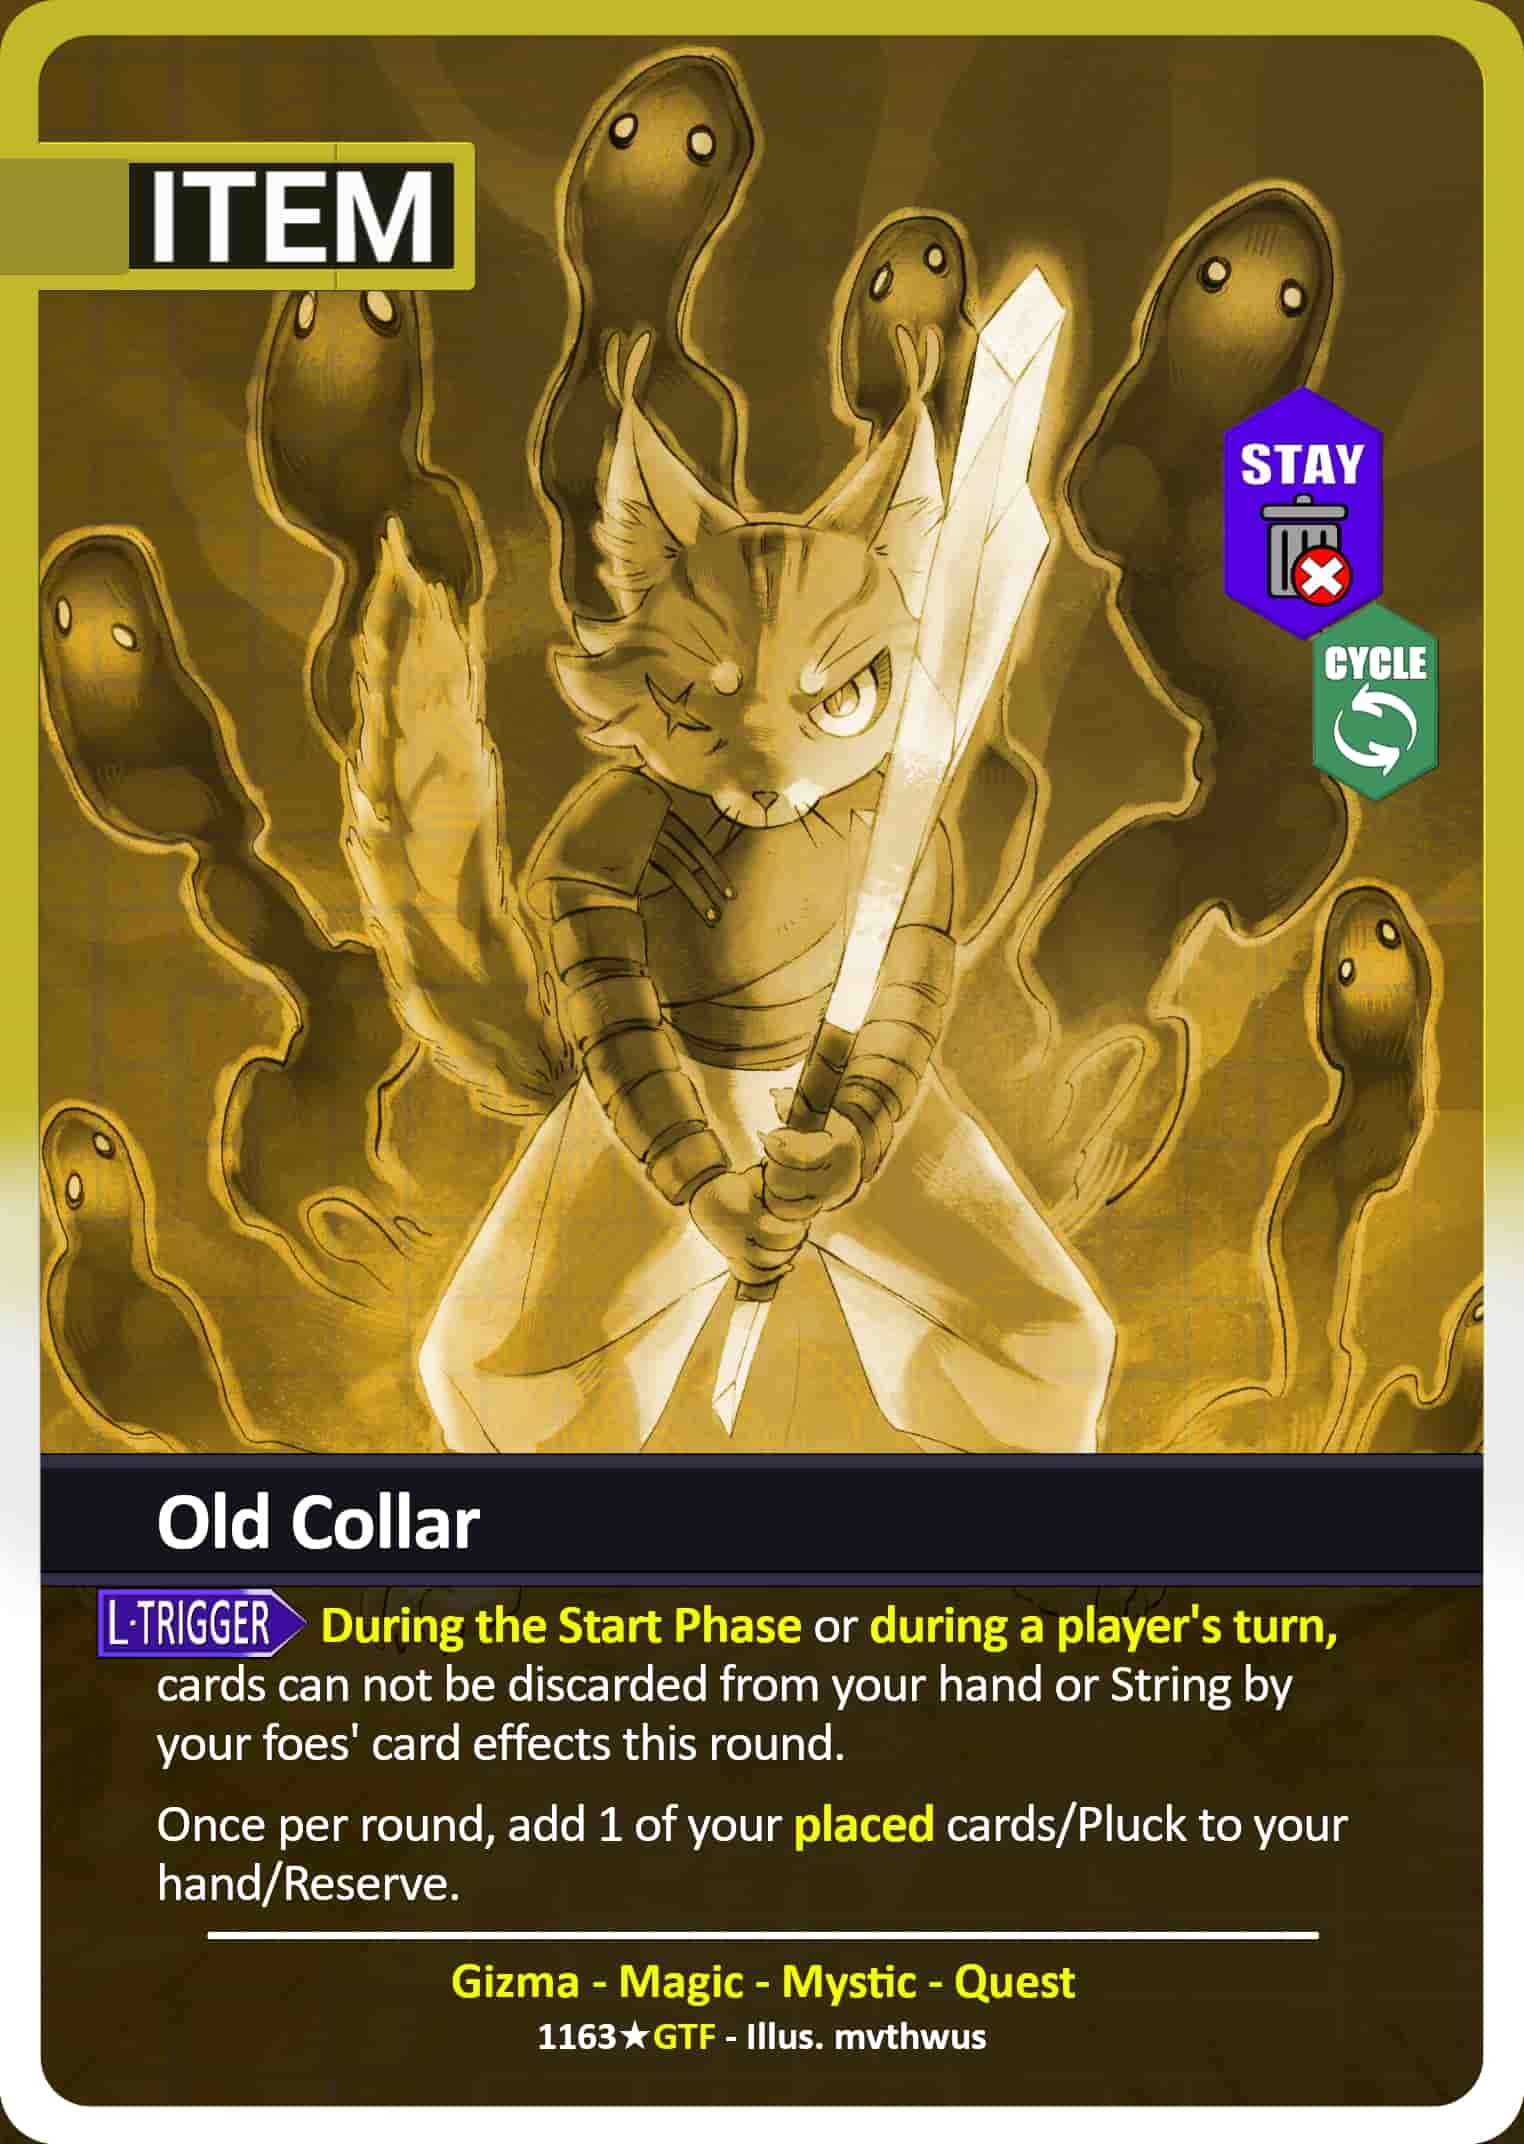 ITEM
STAY
CYCLE
Old Collar
L·TRIGGER During the Start Phase or during a player's turn,
cards can not be discarded from your hand or String by
your foes' card effects this round.
Once per round, add 1 of your placed cards/Pluck to your
hand/Reserve.
Gizma - Magic - Mystic - Quest
1163★GTF - Illus. mvthwus